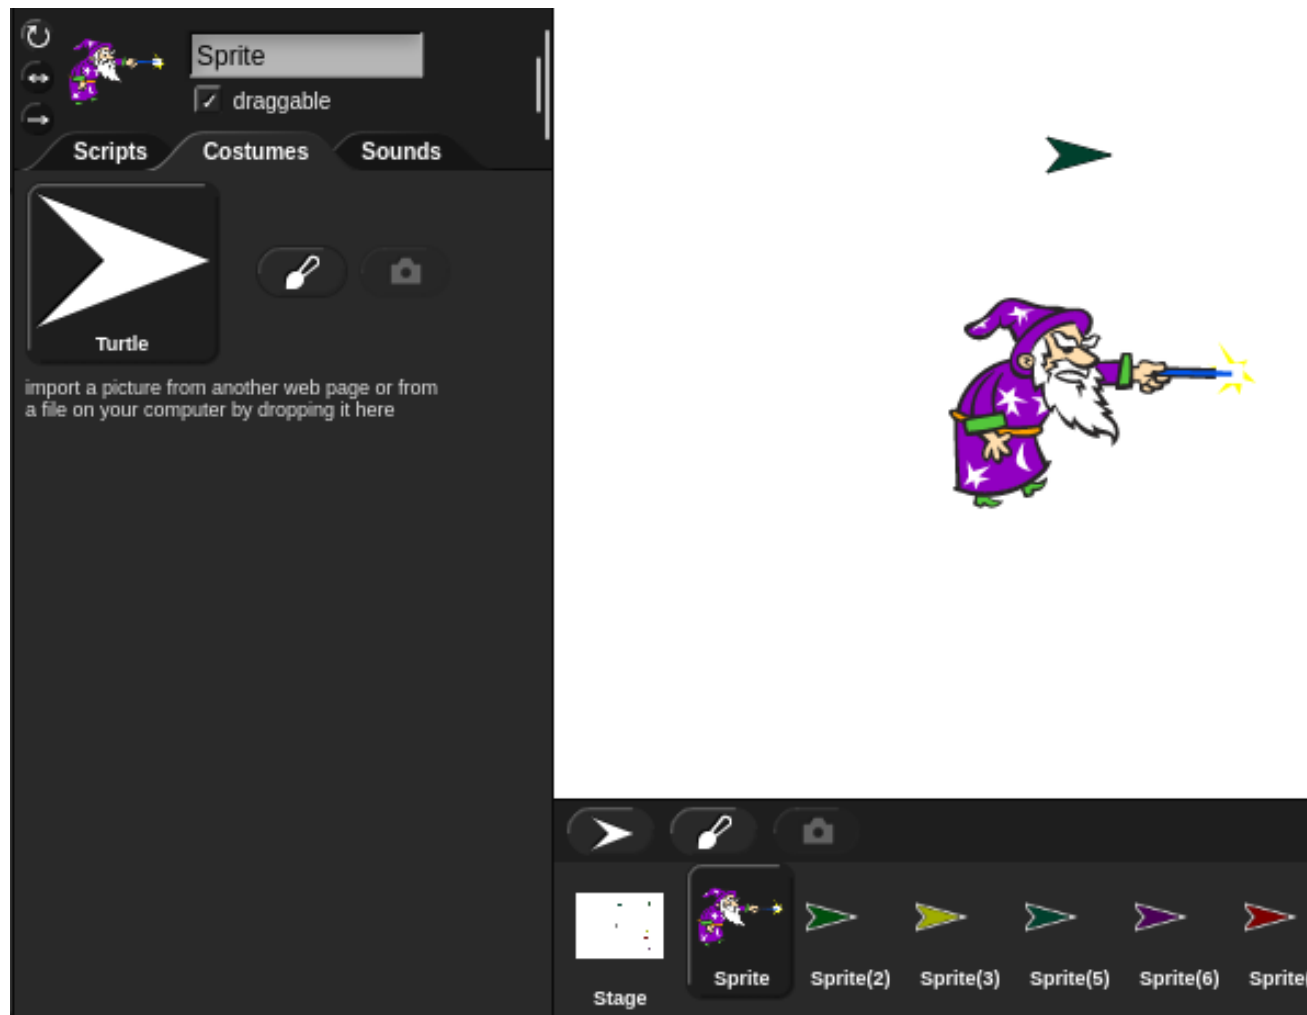 Sprite
draggable
Scripts Costumes Sounds
Turtle
import a picture from another web page or from
a file on your computer by dropping it here
Stage
Sprite Sprite(2) Sprite(3) Sprite(5) Sprite(6) Sprite(